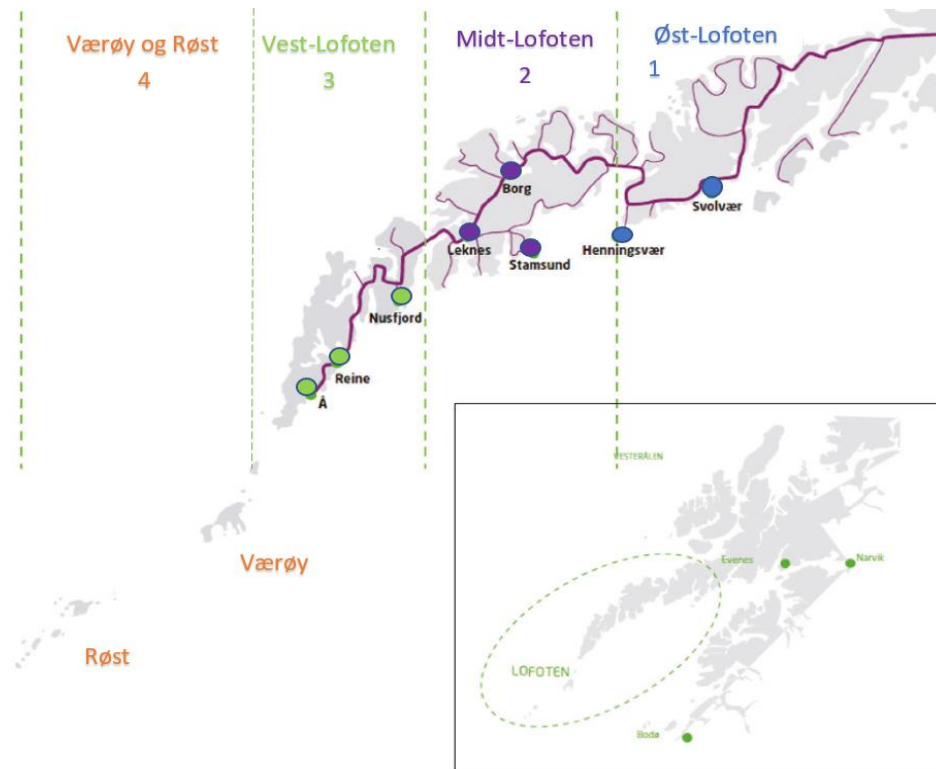 Værøy og Røst
4
Vest-Lofoten
3
Midt-Lofoten
2
Øst-Lofoten
1
Borg
Svolvær
Leknes
Stamsund
Henningsvær
Nusfjord
Reine
Å
Værøy
Røst
VESTERÅLEN
Evenes
Narvik
LOFOTEN
Bodø